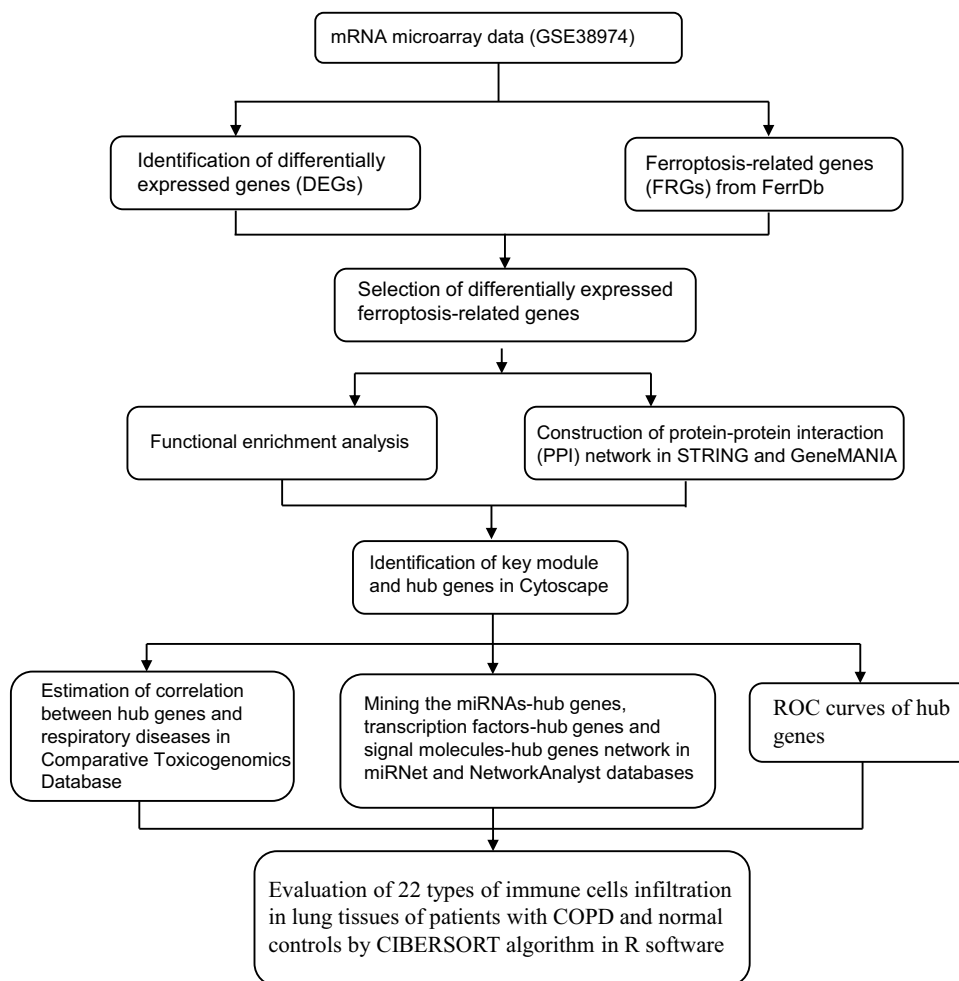 mRNA microarray data (GSE38974)
Identification of differentially
expressed genes (DEGs)
Ferroptosis-related genes
(FRGs) from FerrDb
Selection of differentially expressed
ferroptosis-related genes
Functional enrichment analysis
Construction of protein-protein interaction
(PPI) network in STRING and GeneMANIA
Identification of key module
and hub genes in Cytoscape
Estimation of correlation
between hub genes and
respiratory diseases in
Comparative Toxicogenomics
Database
Mining the miRNAs-hub genes,
transcription factors-hub genes and
signal molecules-hub genes network in
miRNet and NetworkAnalyst databases
ROC curves of hub
genes
Evaluation of 22 types of immune cells infiltration
in lung tissues of patients with COPD and normal
controls by CIBERSORT algorithm in R software